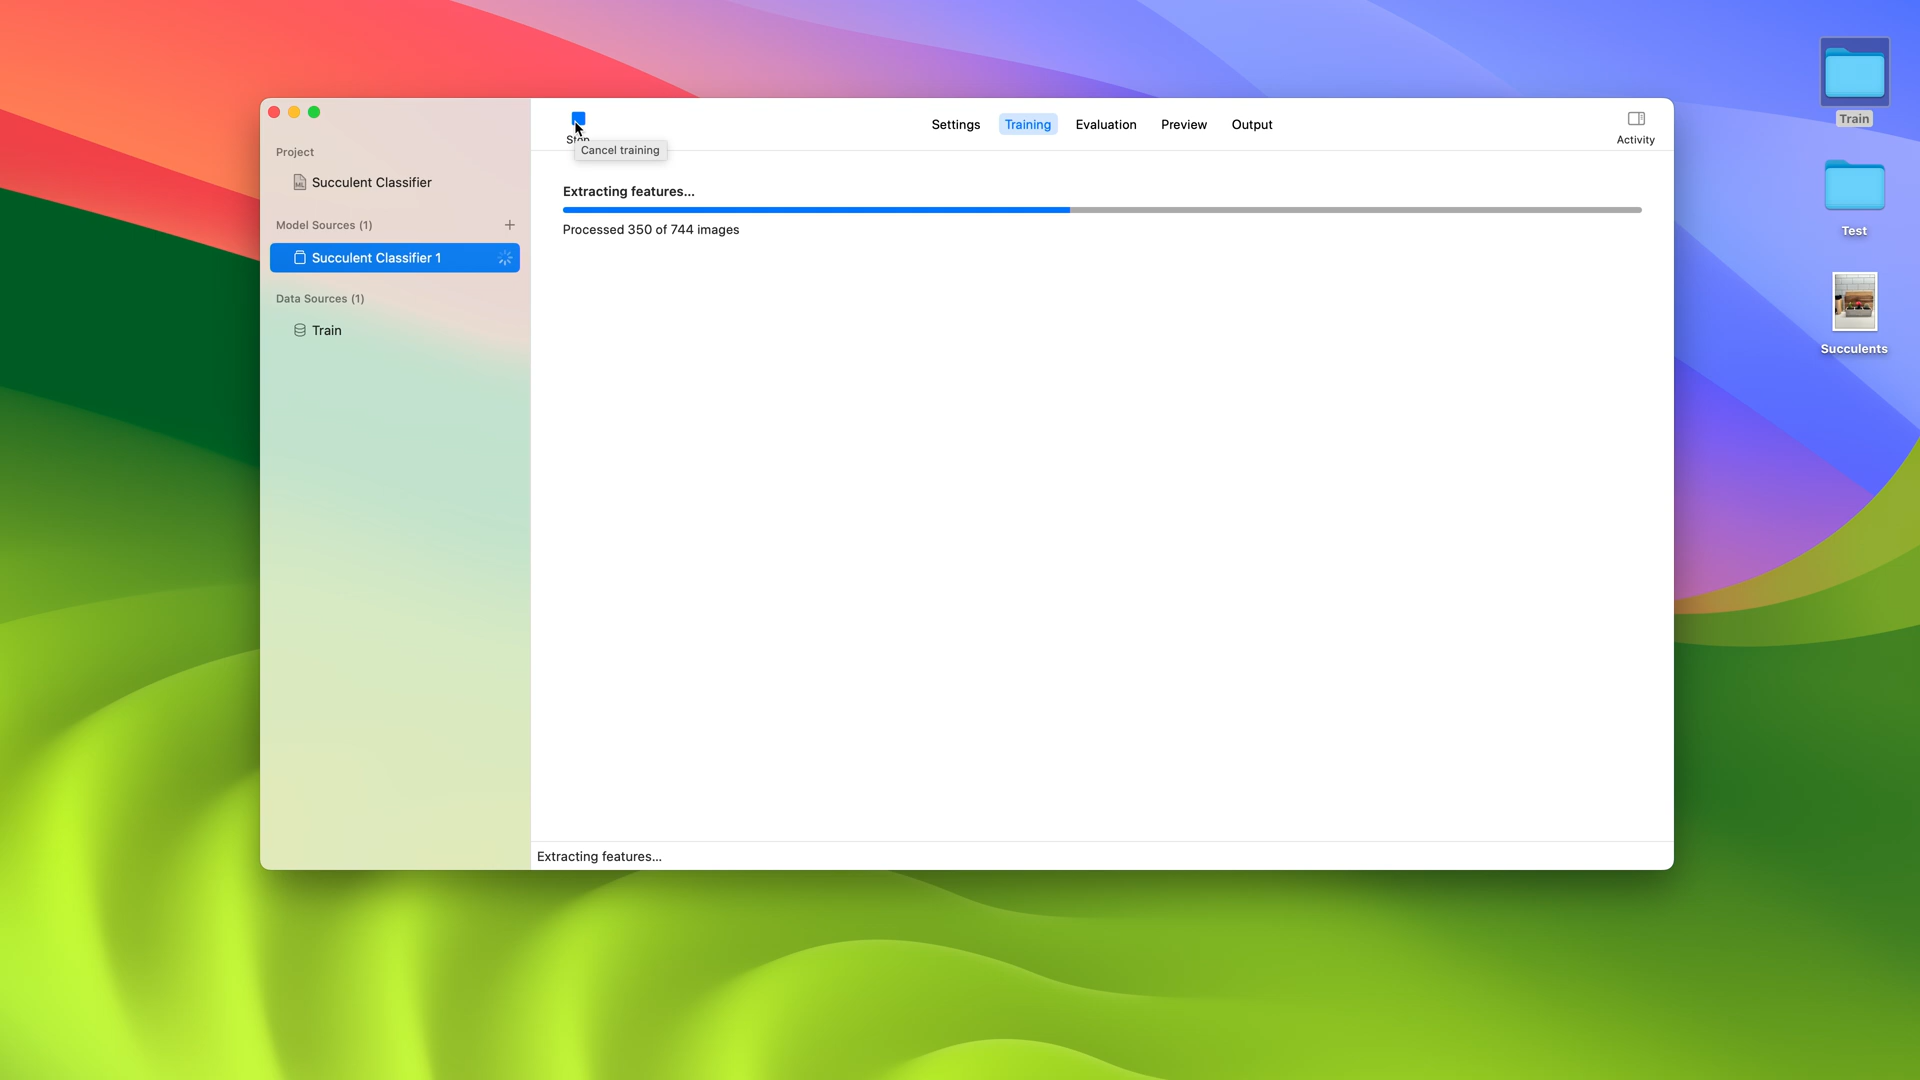 Settings
Training
Evaluation
Preview
Output
Activity
Stop
Cancel training
Project
Succulent Classifier
Model Sources (1)
Succulent Classifier 1
Data Sources (1)
Train
Extracting features...
Processed 350 of 744 images
Extracting features...
Train
Test
Succulents